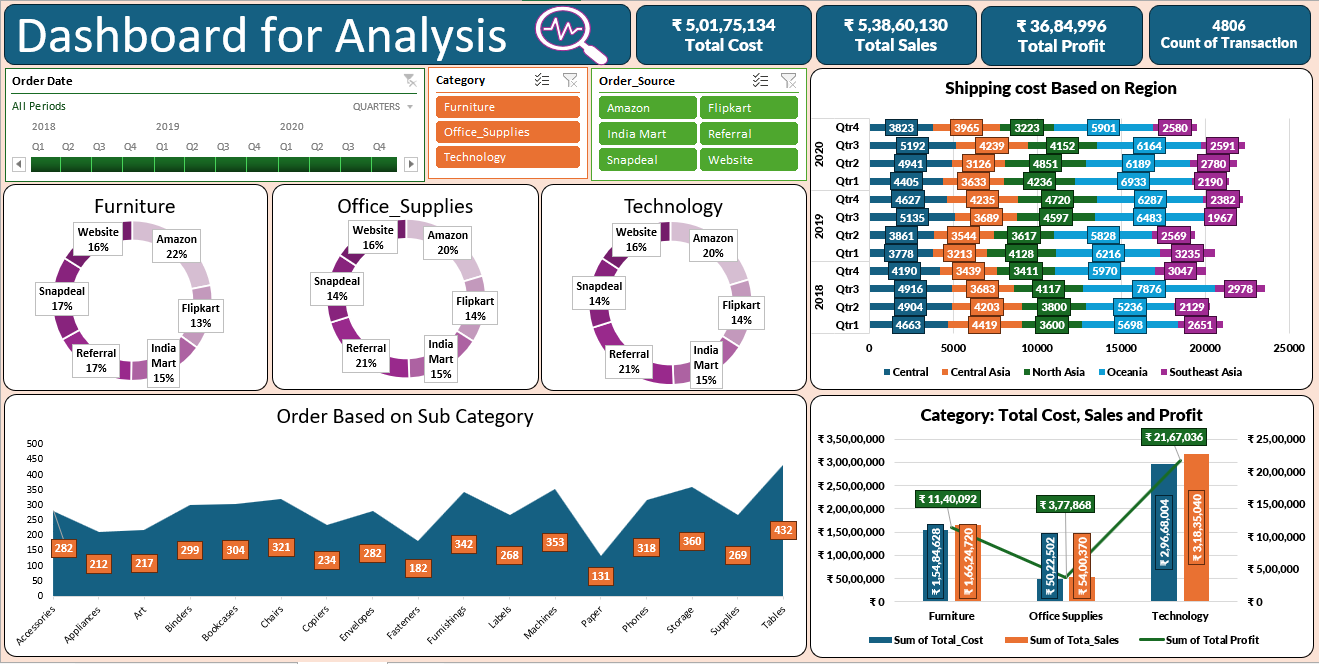 Dashboard for Analysis
₹ 5,01,75,134
Total Cost
₹ 5,38,60,130
Total Sales
₹ 36,84,996
Total Profit
4806
Count of Transaction
Order Date
All Periods
QUARTERS
2018 2019 2020
Q1 Q2 Q3 Q4 Q1 Q2 Q3 Q4 Q1 Q2 Q3 Q4
Category
Furniture
Office_Supplies
Technology
Order_Source
Amazon Flipkart
India Mart Referral
Snapdeal Website
Shipping cost Based on Region
2020
Qtr4 3823 3965 3223 5901 2580
Qtr3 5192 4239 4152 6164 2591
Qtr2 4941 3126 4851 6189 2780
Qtr1 4405 3633 4236 6933 2190
2019
Qtr4 4627 4235 4720 6287 2382
Qtr3 5135 3689 4597 6483 1967
Qtr2 3861 3544 3617 5828 2569
Qtr1 3778 3213 4128 6216 3235
2018
Qtr4 4190 3439 3411 5970 3047
Qtr3 4916 3683 4117 7876 2978
Qtr2 4904 4203 3800 5236 2129
Qtr1 4663 4419 3600 5698 2651
0 5000 10000 15000 20000 25000
Central Central Asia North Asia Oceania Southeast Asia
Furniture
Website
16%
Amazon
22%
Snapdeal
17%
Flipkart
13%
Referral
17%
India
Mart
15%
Office_Supplies
Website
16%
Amazon
20%
Snapdeal
14%
Flipkart
14%
Referral
21%
India
Mart
15%
Technology
Website
16%
Amazon
20%
Snapdeal
14%
Flipkart
14%
Referral
21%
India
Mart
15%
Order Based on Sub Category
500
450
400
350
300
250
200
150
100
50
0
282 212 217 299 304 321 234 282 182 342 268 353 131 318 360 269 432
Accessories Appliances Art Binders Bookcases Chairs Copiers Envelopes Fasteners Furnishings Labels Machines Paper Phones Storage Supplies Tables
Category: Total Cost, Sales and Profit
₹ 3,50,00,000
₹ 3,00,00,000
₹ 2,50,00,000
₹ 2,00,00,000
₹ 1,50,00,000
₹ 1,00,00,000
₹ 50,00,000
₹ 0
₹ 11,40,092
₹ 3,77,868
₹ 21,67,036
₹ 1,54,84,628
₹ 1,66,24,720
₹ 50,22,502
₹ 54,00,370
₹ 2,96,68,004
₹ 3,18,35,040
₹ 25,00,000
₹ 20,00,000
₹ 15,00,000
₹ 10,00,000
₹ 5,00,000
₹ 0
Furniture Office Supplies Technology
Sum of Total_Cost Sum of Tota_Sales Sum of Total Profit